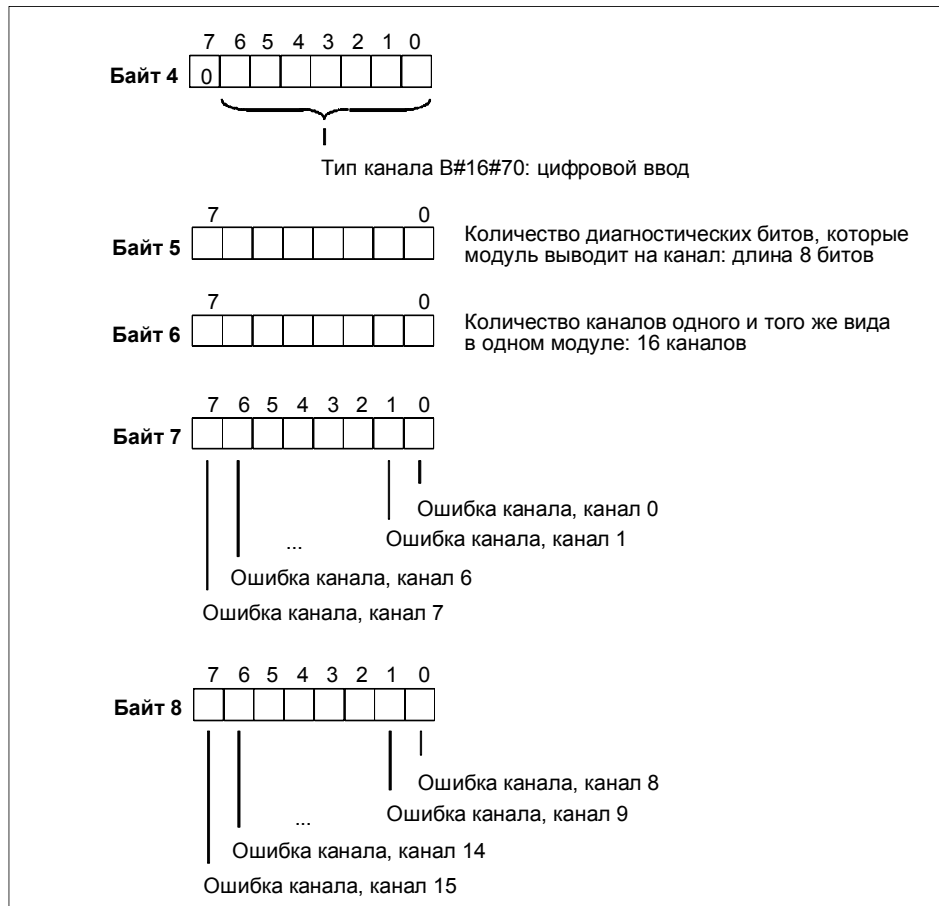 7 6 5 4 3 2 1 0
Байт 4 0
Тип канала B#16#70: цифровой ввод
7 0
Байт 5
Количество диагностических битов, которые
модуль выводит на канал: длина 8 битов
7 0
Байт 6
Количество каналов одного и того же вида
в одном модуле: 16 каналов
7 6 5 4 3 2 1 0
Байт 7
Ошибка канала, канал 0
... Ошибка канала, канал 1
Ошибка канала, канал 6
Ошибка канала, канал 7
7 6 5 4 3 2 1 0
Байт 8
Ошибка канала, канал 8
... Ошибка канала, канал 9
Ошибка канала, канал 14
Ошибка канала, канал 15